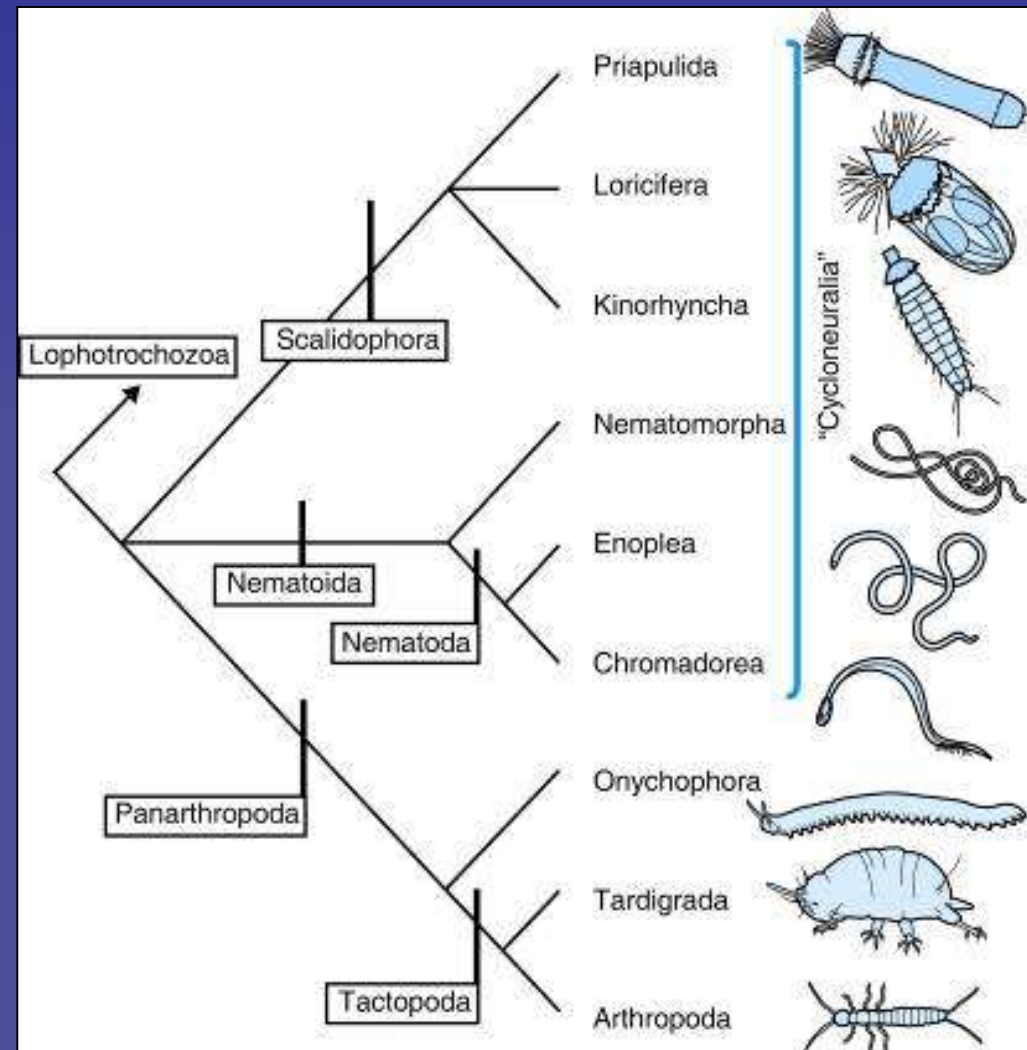 Priapulida
Loricifera
Kinorhyncha
Scalidophora
Lophotrochozoa
"Cycloneuralia"
Nematomorpha
Enoplea
Nematoida
Nematoda
Chromadorea
Onychophora
Panarthropoda
Tardigrada
Tactopoda
Arthropoda